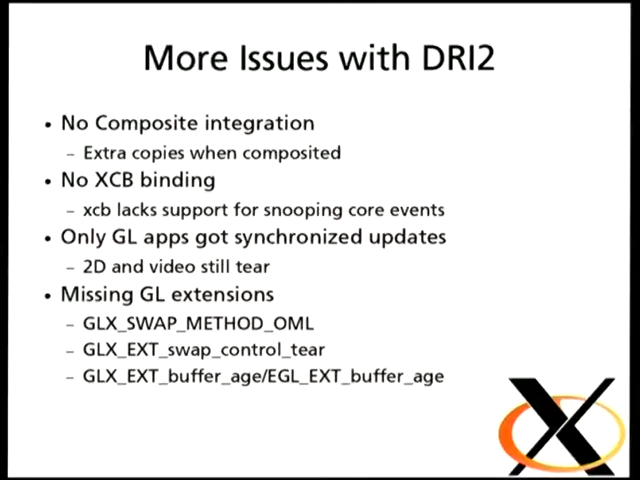 More Issues with DRI2
• No Composite integration
– Extra copies when composited
• No XCB binding
– xcb lacks support for snooping core events
• Only GL apps got synchronized updates
– 2D and video still tear
• Missing GL extensions
– GLX_SWAP_METHOD_OML
– GLX_EXT_swap_control_tear
– GLX_EXT_buffer_age/EGL_EXT_buffer_age